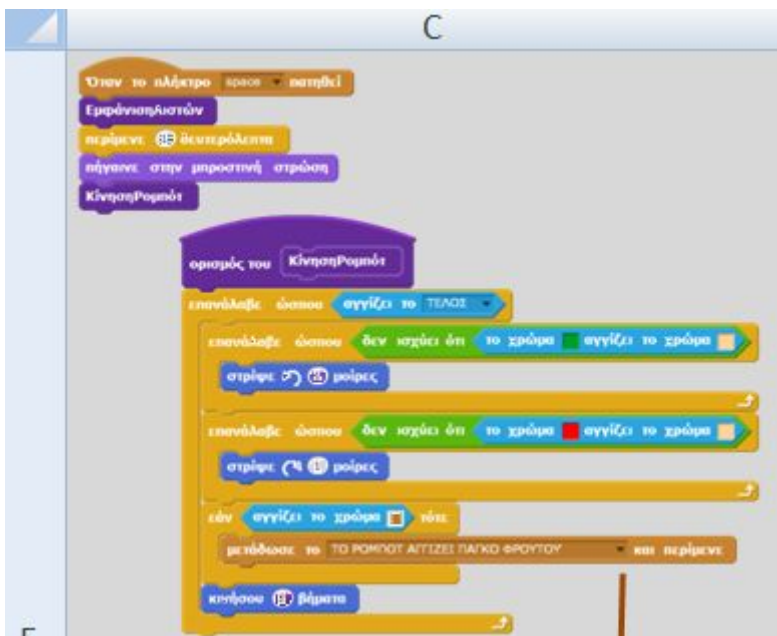 C
Όταν το πλήκτρο space πατηθεί
ΕμφάνισηΛιστών
περίμενε δευτερόλεπτα
πήγαινε στην μπροστινή στρώση
ΚίνησηΡομπότ
ορισμός του ΚίνησηΡομπότ
επανάλαβε ώσπου αγγίζει το ΤΕΛΟΣ
επανάλαβε ώσπου δεν ισχύει ότι το χρώμα αγγίζει το χρώμα
στρίψε μοίρες
επανάλαβε ώσπου δεν ισχύει ότι το χρώμα αγγίζει το χρώμα
στρίψε μοίρες
εάν αγγίζει το χρώμα τότε
μετάδωσε το ΤΟ ΡΟΜΠΟΤ ΑΓΓΙΖΕΙ ΠΑΓΚΟ ΦΡΟΥΤΟΥ και περίμενε
κινήσου βήματα